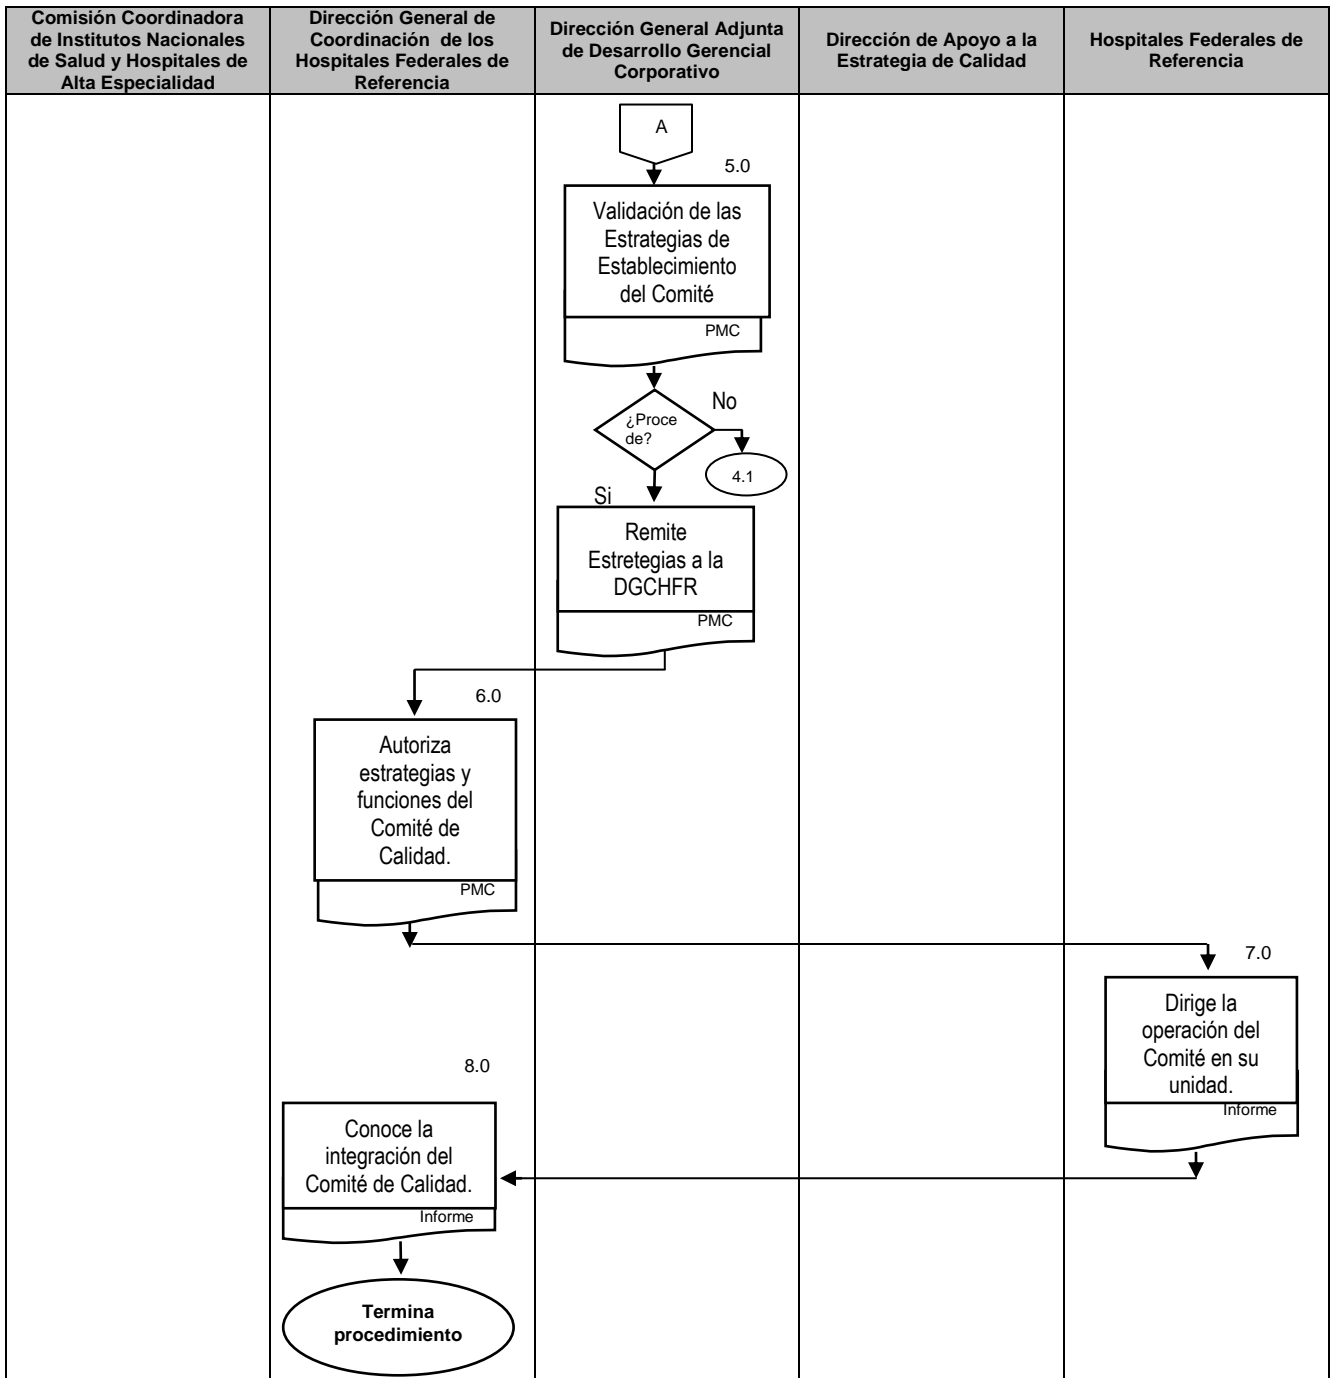 Comisión Coordinadora
de Institutos Nacionales
de Salud y Hospitales de
Alta Especialidad
Dirección General de
Coordinación de los
Hospitales Federales de
Referencia
Dirección General Adjunta
de Desarrollo Gerencial
Corporativo
Dirección de Apoyo a la
Estrategia de Calidad
Hospitales Federales de
Referencia
A
5.0
Validación de las
Estrategias de
Establecimiento
del Comité
PMC
¿Proce
de?
No
4.1
Si
Remite
Estretegias a la
DGCHFR
PMC
6.0
Autoriza
estrategias y
funciones del
Comité de
Calidad.
PMC
7.0
Dirige la
operación del
Comité en su
unidad.
Informe
8.0
Conoce la
integración del
Comité de Calidad.
Informe
Termina
procedimiento